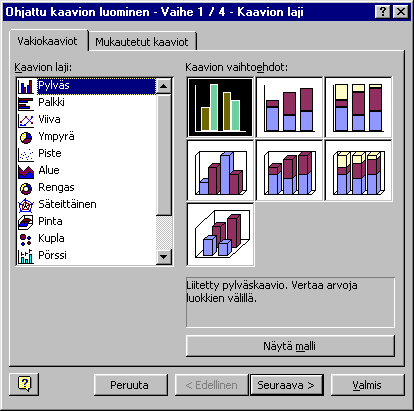 Ohjattu kaavion luominen - Vaihe 1 / 4 - Kaavion laji
Vakiokaaviot
Mukautetut kaaviot
Kaavion laji:
Pylväs
Palkki
Viiva
Ympyrä
Piste
Alue
Rengas
Säteittäinen
Pinta
Kupla
Pörssi
Kaavion vaihtoehdot:
Liitetty pylväskaavio. Vertaa arvoja
luokkien välillä.
Näytä malli
Peruuta
< Edellinen
Seuraava >
Valmis